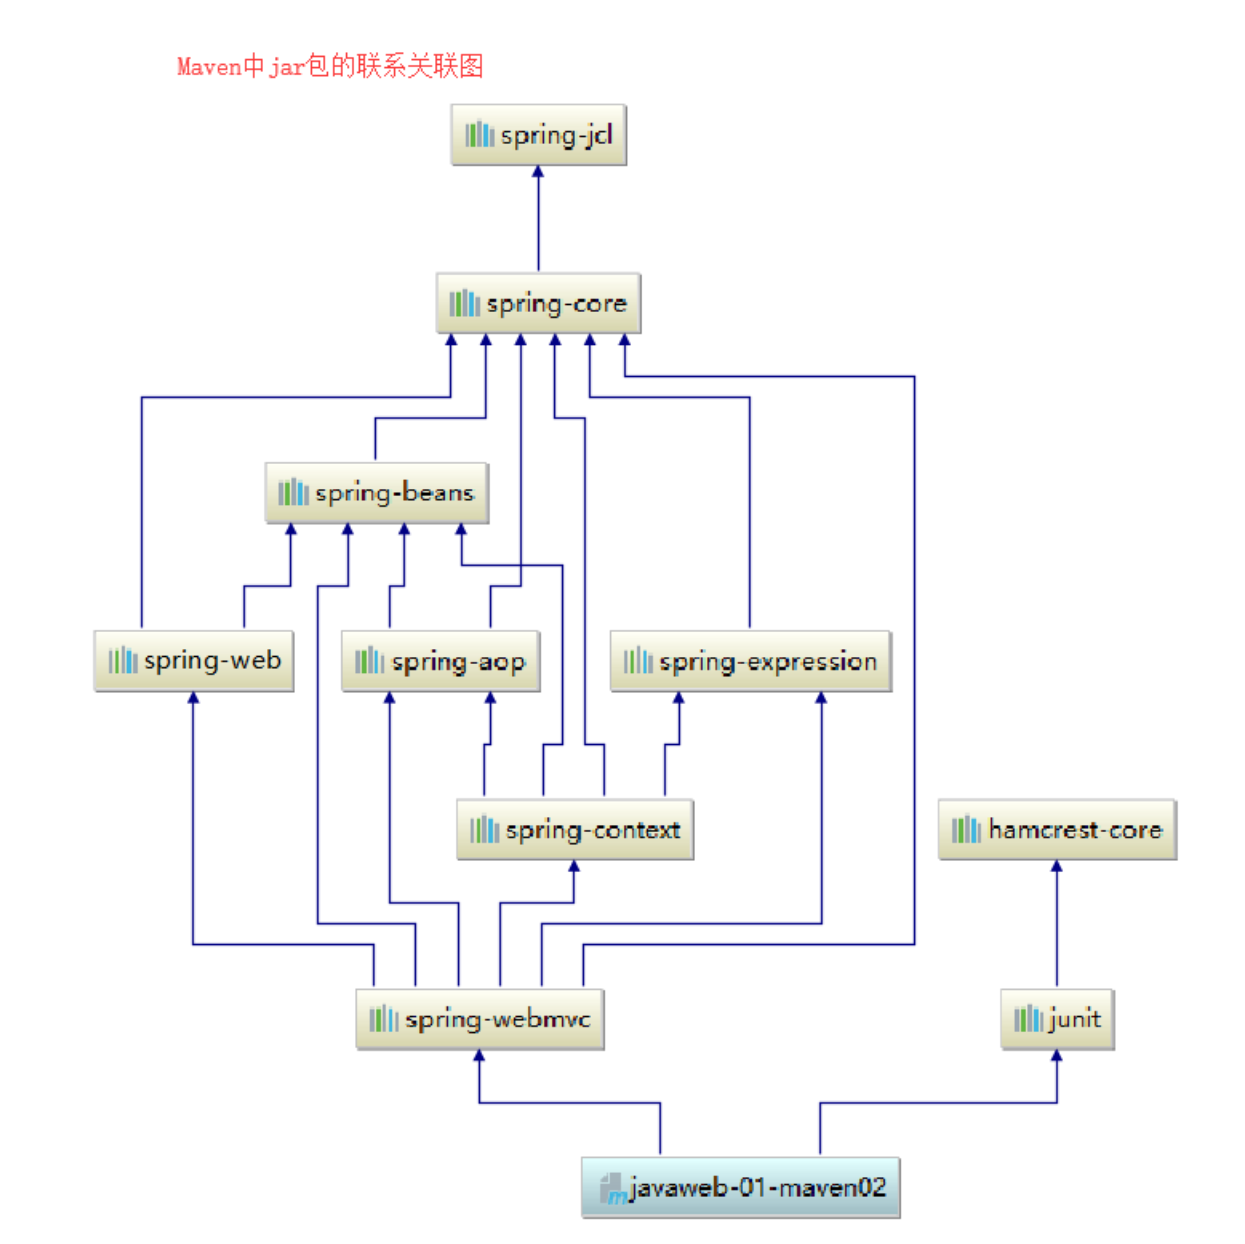 Maven中jar包的联系关联图
spring-jcl
spring-core
spring-beans
spring-web
spring-aop
spring-expression
spring-context
hamcrest-core
spring-webmvc
junit
javaweb-01-maven02